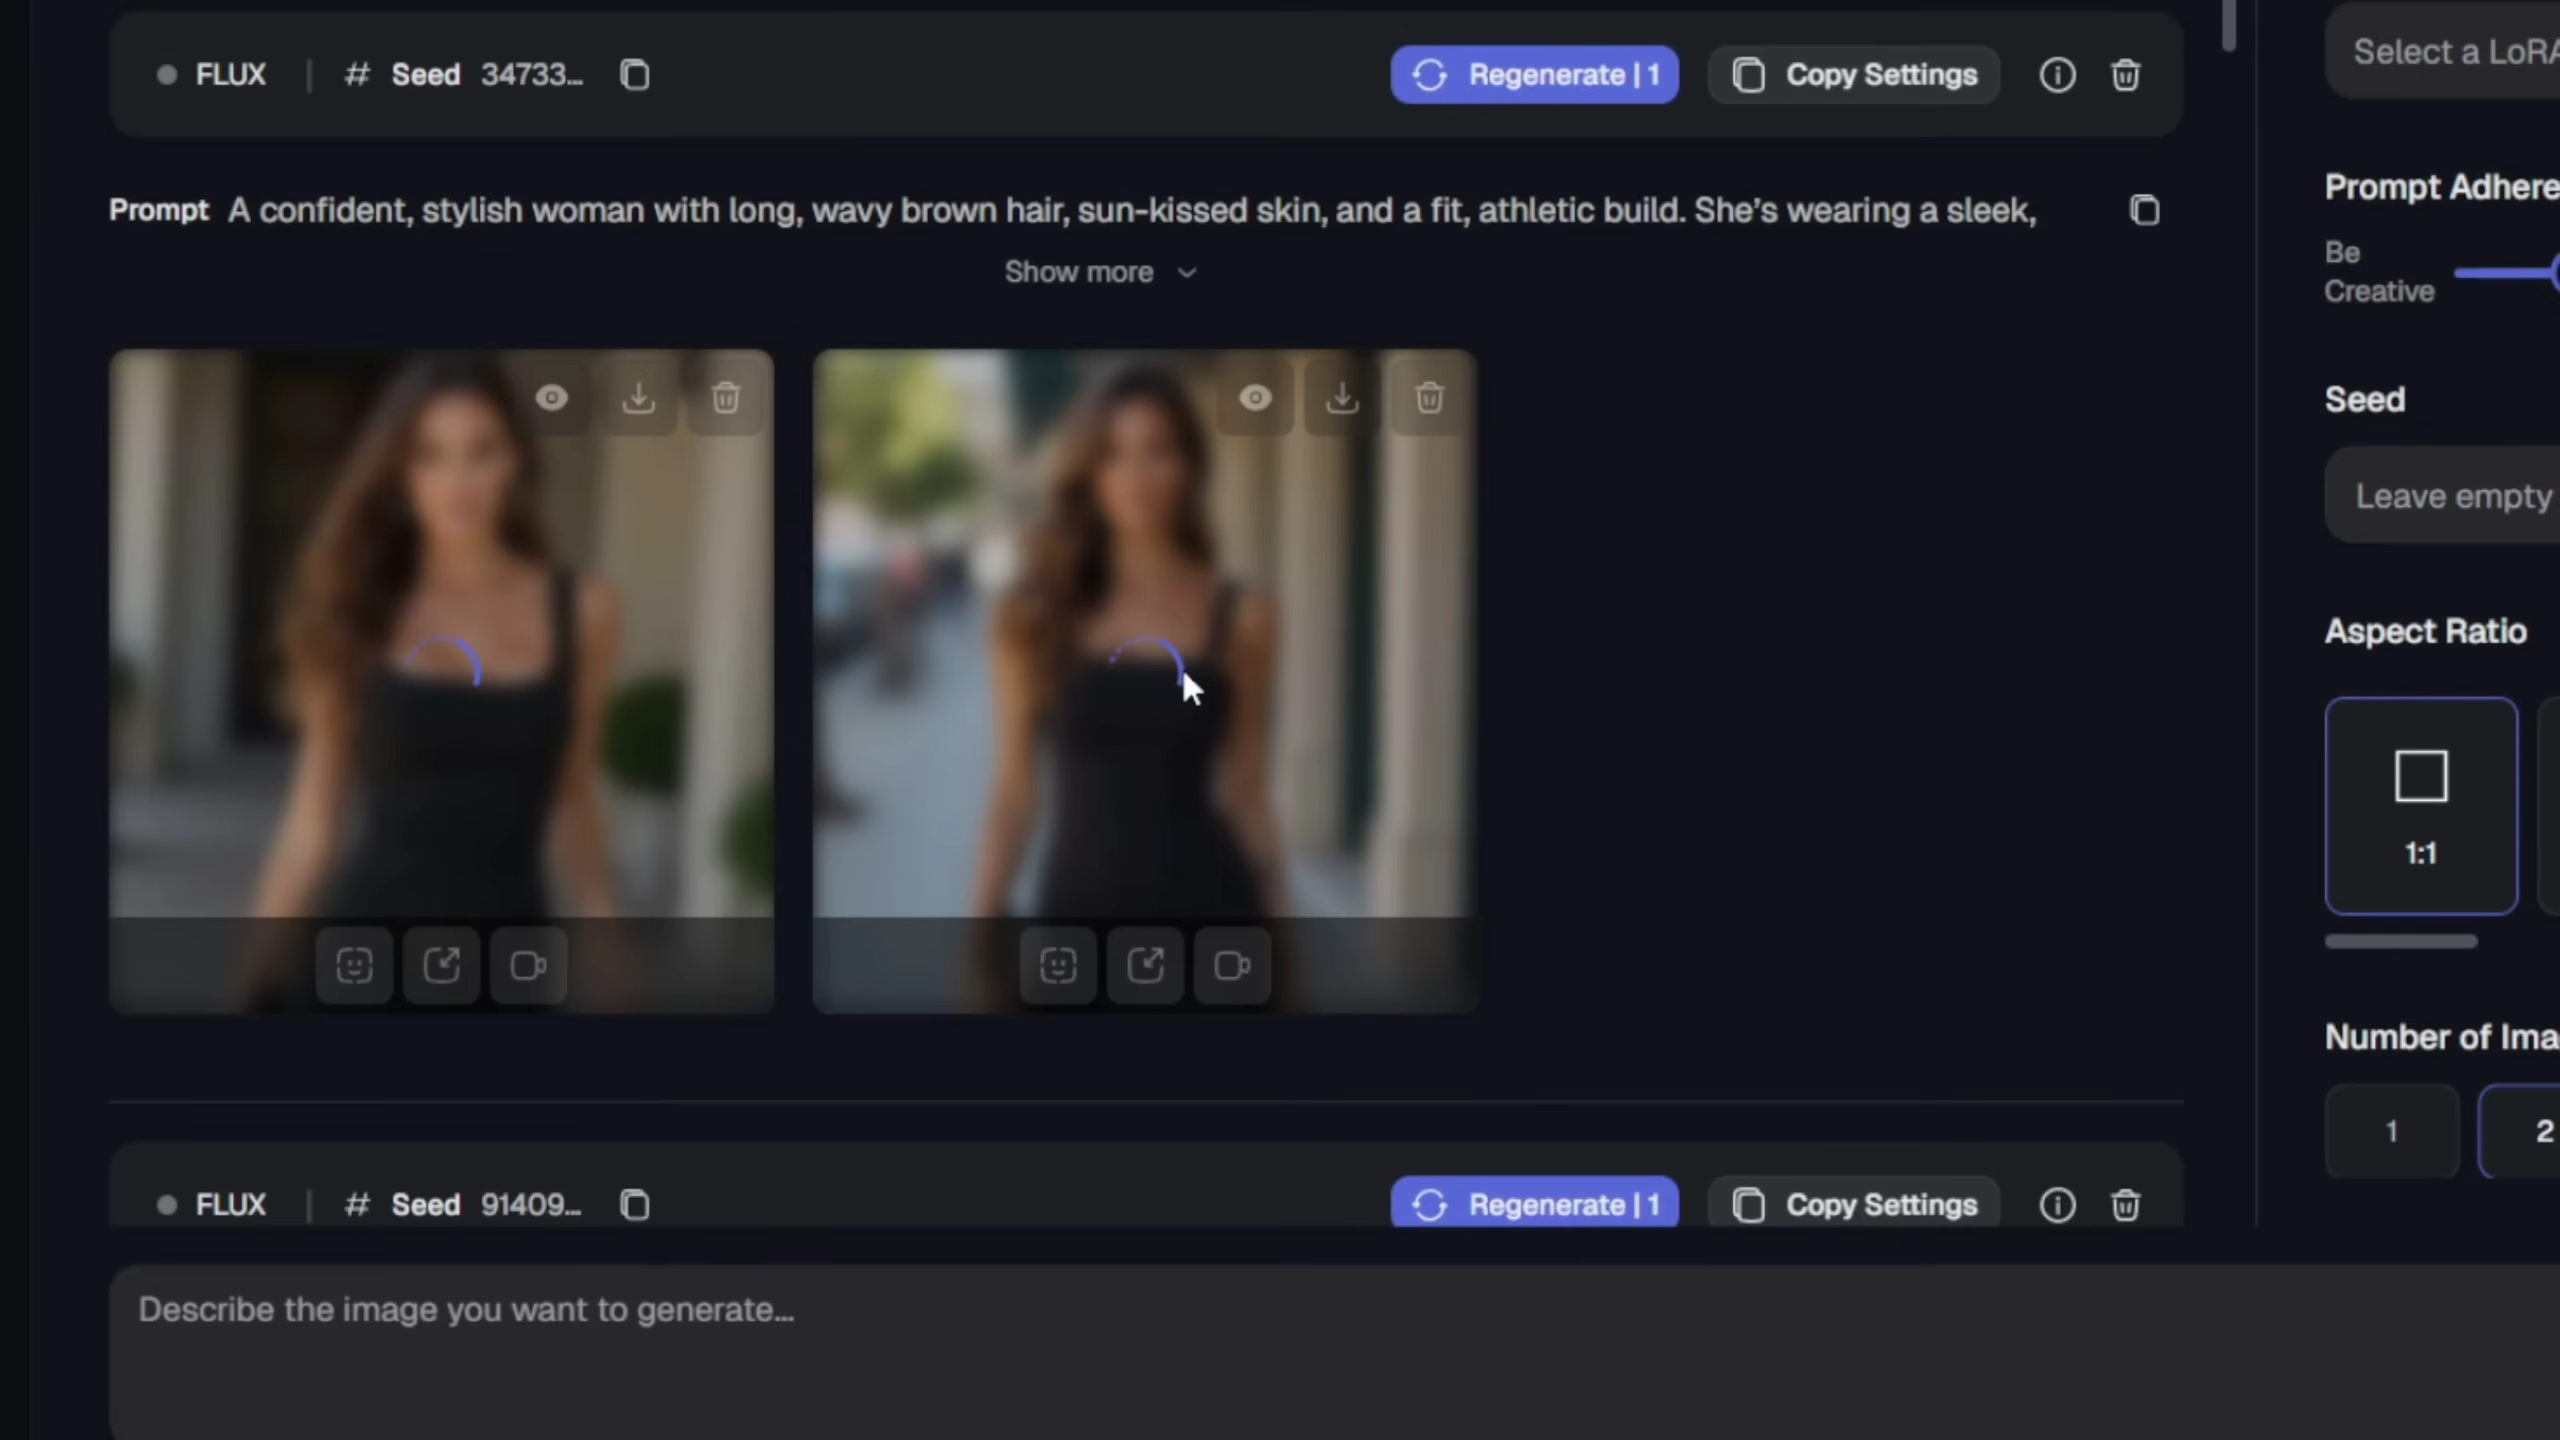 FLUX | # Seed 34733... Regenerate | 1 Copy Settings
Prompt A confident, stylish woman with long, wavy brown hair, sun-kissed skin, and a fit, athletic build. She's wearing a sleek,
Show more
FLUX | # Seed 91409... Regenerate | 1 Copy Settings
Describe the image you want to generate...
Select a LoRA
Prompt Adhere
Be
Creative
Seed
Leave empty
Aspect Ratio
1:1
Number of Ima
1 2